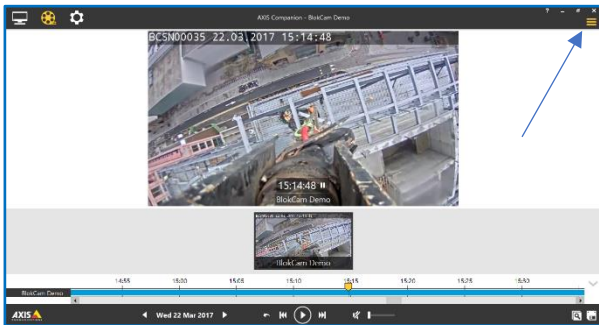 AXIS Companion - BlokCam Demo
BCSN00035 22.03.2017 15:14:48
15:14:48
BlokCam Demo
BlokCam Demo
14:55 15:00 15:05 15:10 15:15 15:20 15:25 15:30
BlokCam Demo
AXIS Wed 22 Mar 2017